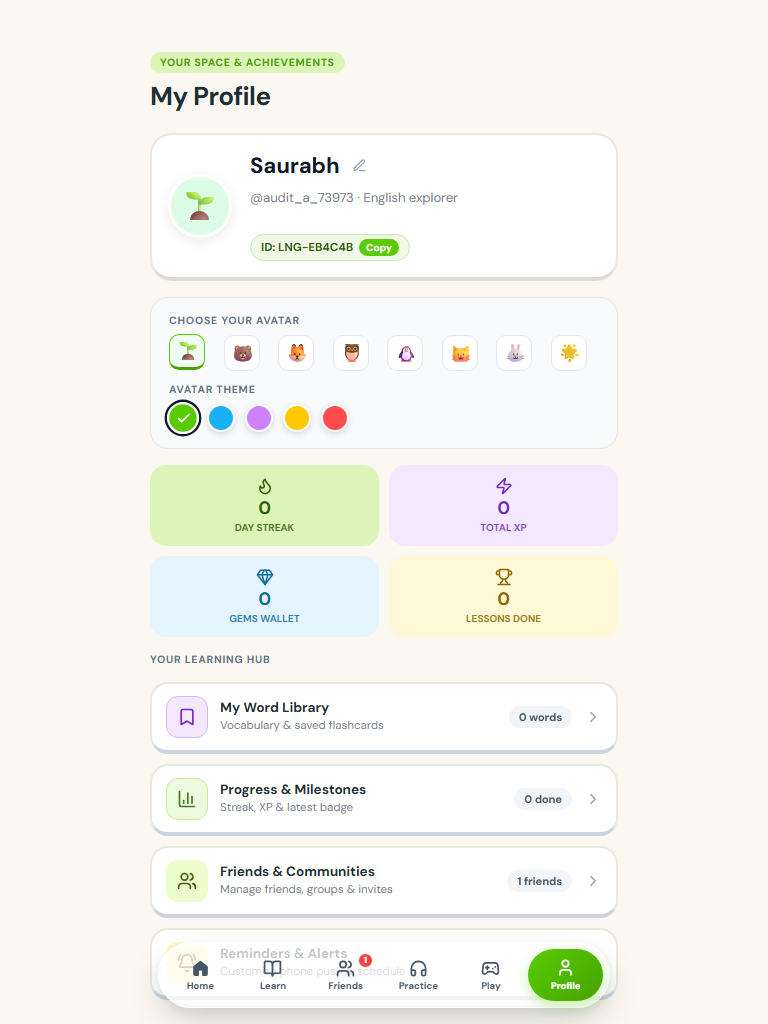 YOUR SPACE & ACHIEVEMENTS
My Profile
Saurabh
@audit_a_73973 · English explorer
ID: LNG-EB4C4B Copy
CHOOSE YOUR AVATAR
AVATAR THEME
0
DAY STREAK
0
TOTAL XP
0
GEMS WALLET
0
LESSONS DONE
YOUR LEARNING HUB
My Word Library
Vocabulary & saved flashcards
0 words
Progress & Milestones
Streak, XP & latest badge
0 done
Friends & Communities
Manage friends, groups & invites
1 friends
Reminders & Alerts
phone schedule
1
Home Learn Friends Practice Play Profile